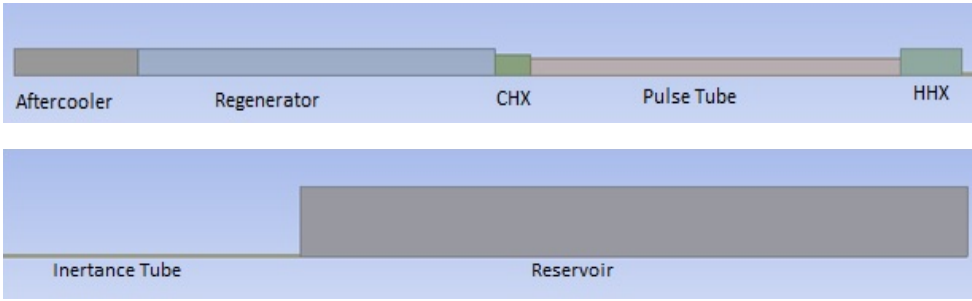 Aftercooler
Regenerator
CHX
Pulse Tube
HHX
Inertance Tube
Reservoir